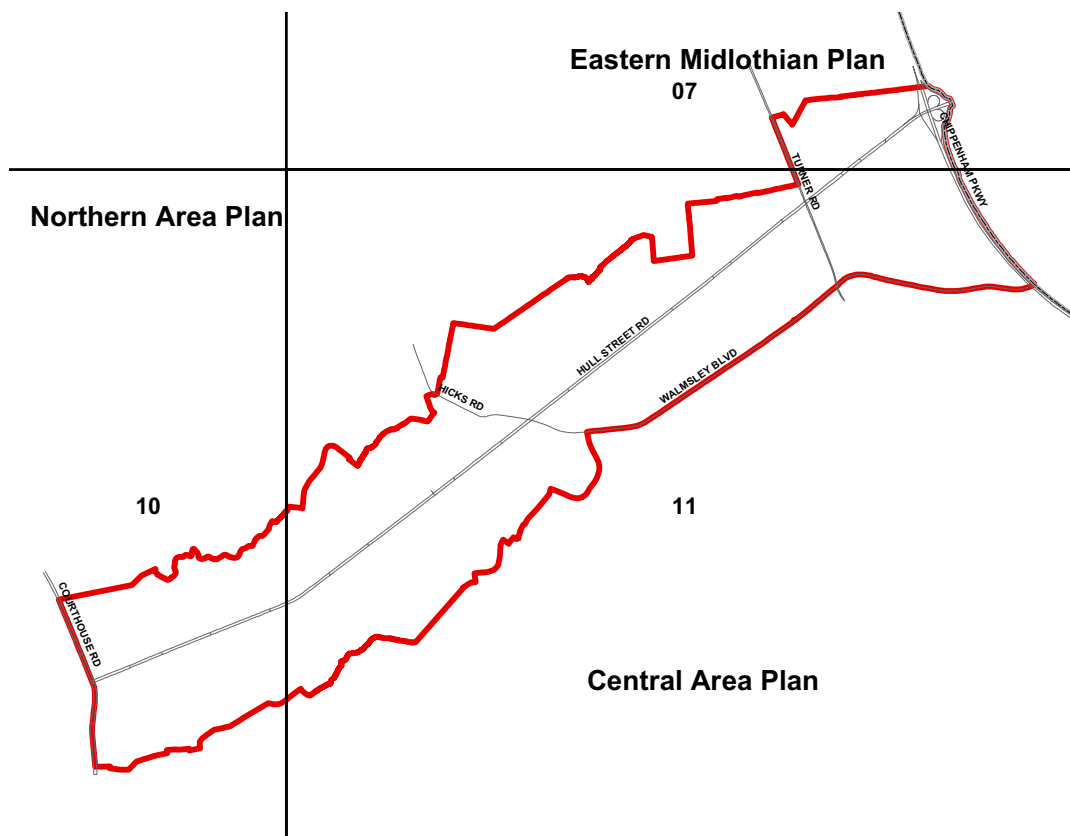 Eastern Midlothian Plan
07
CHIPPENHAM PKWY
TURNER RD
Northern Area Plan
HULL STREET RD
WALMSLEY BLVD
HICKS RD
10
11
COURTHOUSE RD
Central Area Plan